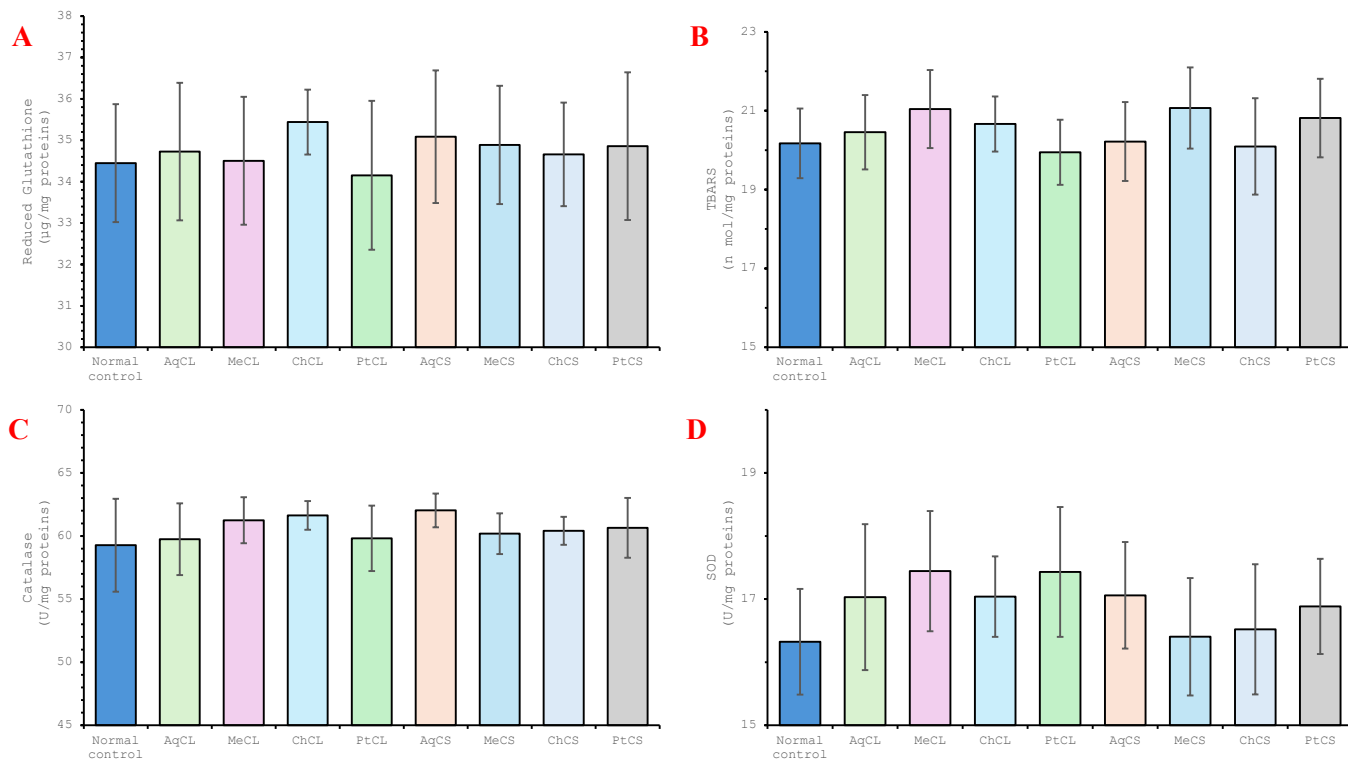 A
Reduced Glutathione
(µg/mg proteins)
38
37
36
35
34
33
32
31
30
Normal control
AqCL
MeCL
ChCL
PtCL
AqCS
MeCS
ChCS
PtCS
B
TBARS
(n mol/mg proteins)
23
21
19
17
15
Normal control
AqCL
MeCL
ChCL
PtCL
AqCS
MeCS
ChCS
PtCS
C
Catalase
(U/mg proteins)
70
65
60
55
50
45
Normal control
AqCL
MeCL
ChCL
PtCL
AqCS
MeCS
ChCS
PtCS
D
SOD
(U/mg proteins)
19
17
15
Normal control
AqCL
MeCL
ChCL
PtCL
AqCS
MeCS
ChCS
PtCS